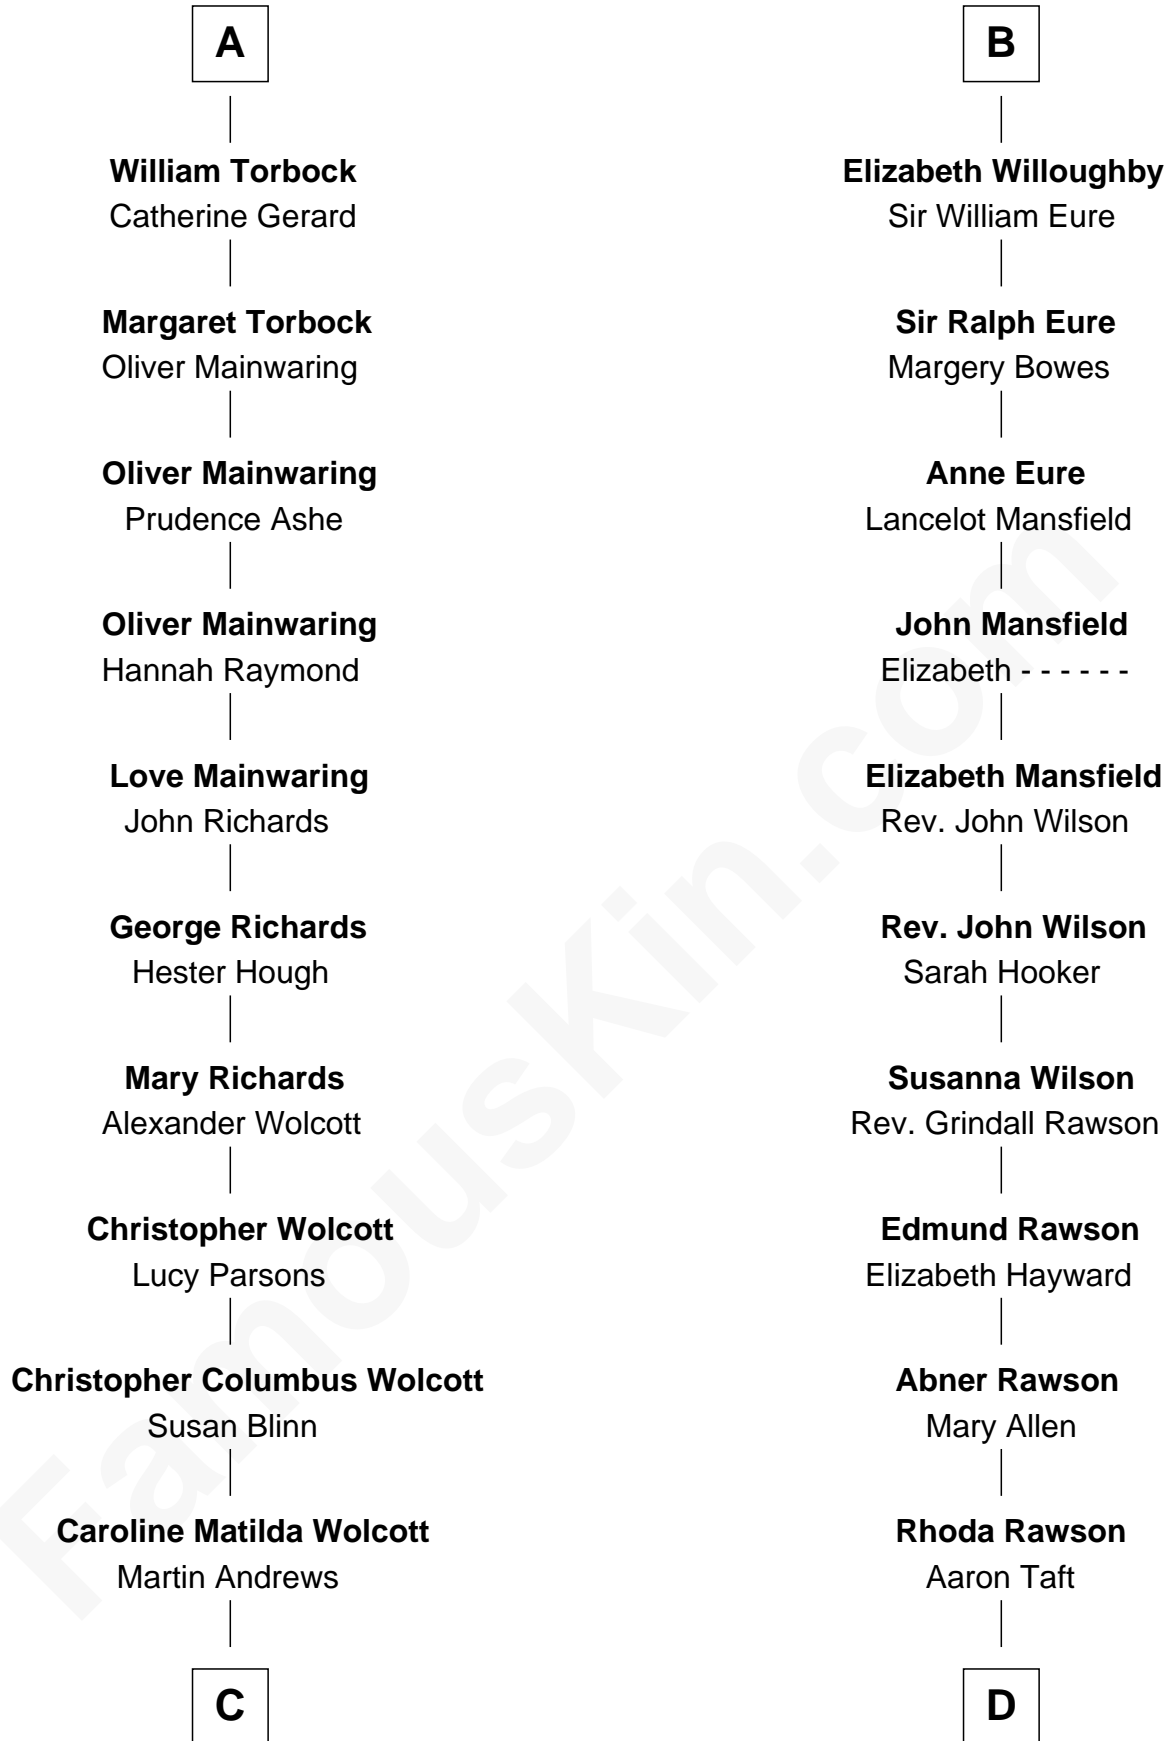 A
William Torbock
Catherine Gerard
Margaret Torbock
Oliver Mainwaring
Oliver Mainwaring
Prudence Ashe
Oliver Mainwaring
Hannah Raymond
Love Mainwaring
John Richards
George Richards
Hester Hough
Mary Richards
Alexander Wolcott
Christopher Wolcott
Lucy Parsons
Christopher Columbus Wolcott
Susan Blinn
Caroline Matilda Wolcott
Martin Andrews
C
B
Elizabeth Willoughby
Sir William Eure
Sir Ralph Eure
Margery Bowes
Anne Eure
Lancelot Mansfield
John Mansfield
Elizabeth - - - - - -
Elizabeth Mansfield
Rev. John Wilson
Rev. John Wilson
Sarah Hooker
Susanna Wilson
Rev. Grindall Rawson
Edmund Rawson
Elizabeth Hayward
Abner Rawson
Mary Allen
Rhoda Rawson
Aaron Taft
D
FamousKin.com